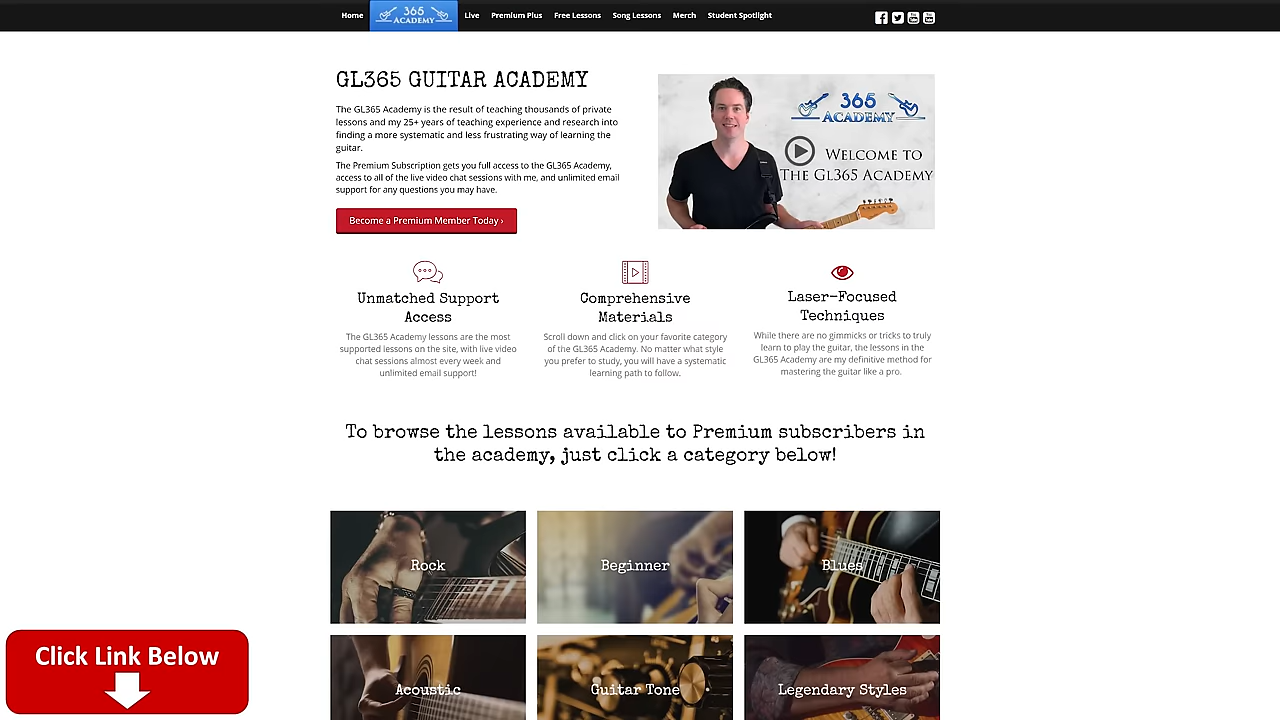 Home
365
ACADEMY
Live
Premium Plus
Free Lessons
Song Lessons
Merch
Student Spotlight
GL365 GUITAR ACADEMY
The GL365 Academy is the result of teaching thousands of private
lessons and my 25+ years of teaching experience and research into
finding a more systematic and less frustrating way of learning the
guitar.
The Premium Subscription gets you full access to the GL365 Academy,
access to all of the live video chat sessions with me, and unlimited email
support for any questions you may have.
Become a Premium Member Today ›
365
ACADEMY
WELCOME TO
THE GL365 ACADEMY
Unmatched Support
Access
The GL365 Academy lessons are the most
supported lessons on the site, with live video
chat sessions almost every week and
unlimited email support!
Comprehensive
Materials
Scroll down and click on your favorite category
of the GL365 Academy. No matter what style
you prefer to study, you will have a systematic
learning path to follow.
Laser-Focused
Techniques
While there are no gimmicks or tricks to truly
learn to play the guitar, the lessons in the
GL365 Academy are my definitive method for
mastering the guitar like a pro.
To browse the lessons available to Premium subscribers in
the academy, just click a category below!
Rock
Beginner
Blues
Acoustic
Guitar Tone
Legendary Styles
Click Link Below